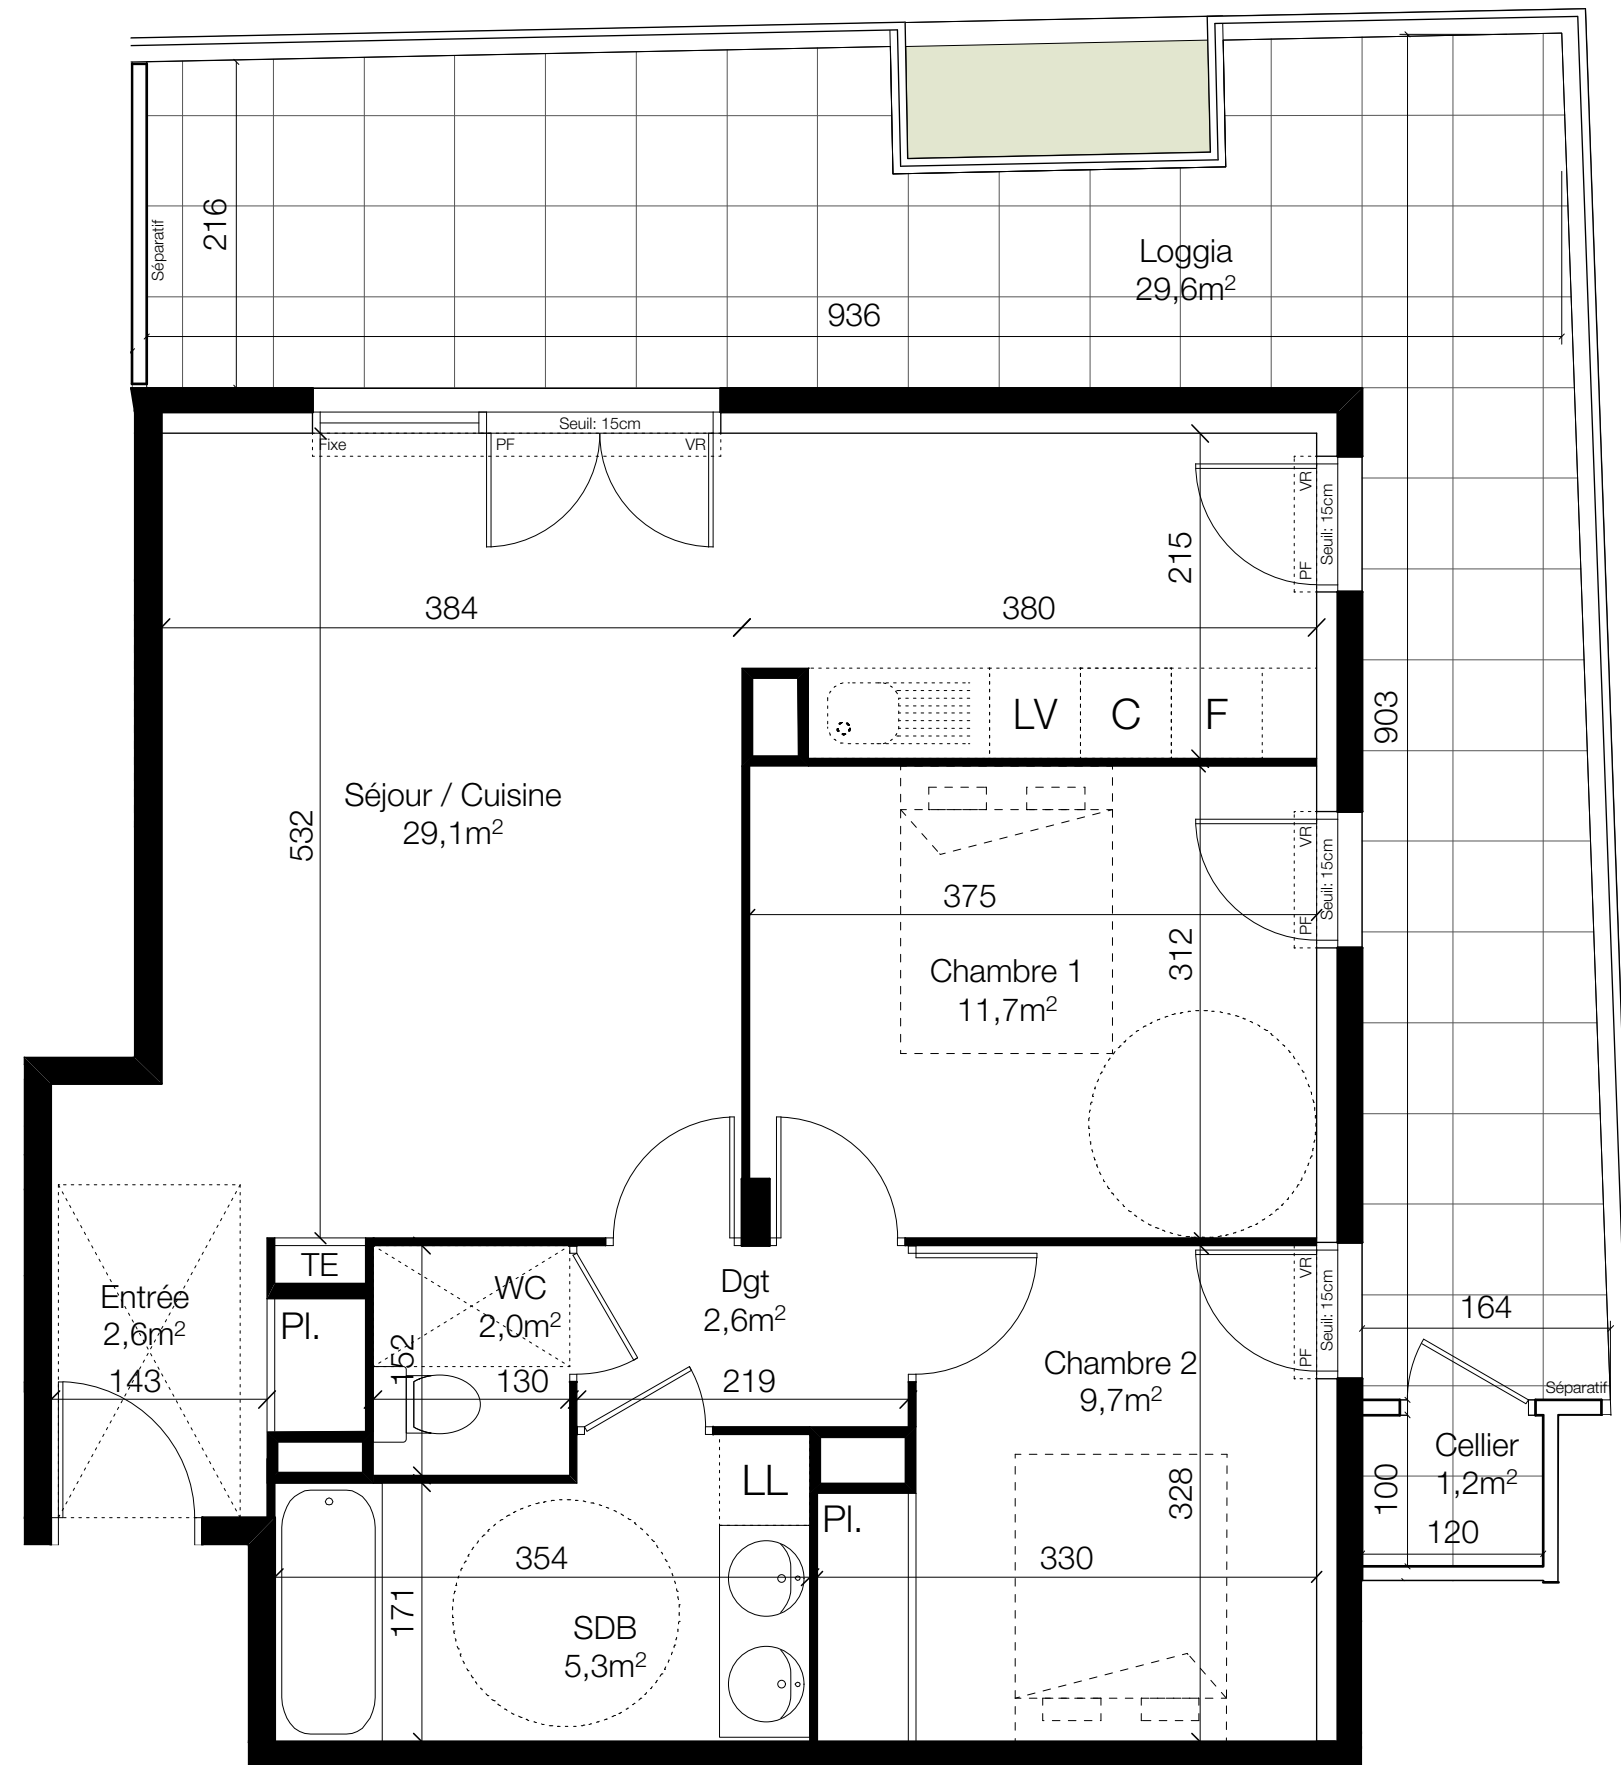 Séparatif
216
Loggia
29,6m²
936
Fixe
PF
Seuil: 15cm
VR
VR
PF
Seuil: 15cm
215
384
380
LV
C
F
903
Séjour / Cuisine
29,1m²
532
VR
PF
Seuil: 15cm
375
312
Chambre 1
11,7m²
TE
WC
2,0m²
Dgt
2,6m²
VR
PF
Seuil: 15cm
Entrée
2,6m²
Pl.
152
164
143
130
219
Chambre 2
9,7m²
Séparatif
Cellier
1,2m²
100
120
LL
328
Pl.
354
330
171
SDB
5,3m²